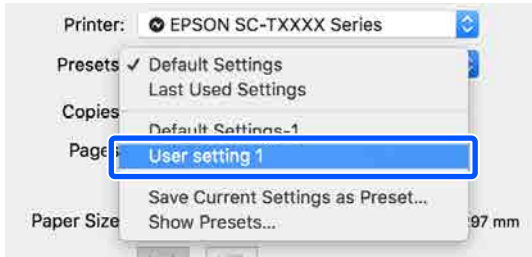 Printer: EPSON SC-TXXXX Series
Presets ✓ Default Settings
Last Used Settings
Copies
Default Settings-1
Pages
User setting 1
Save Current Settings as Preset...
Paper Size Show Presets... 97 mm